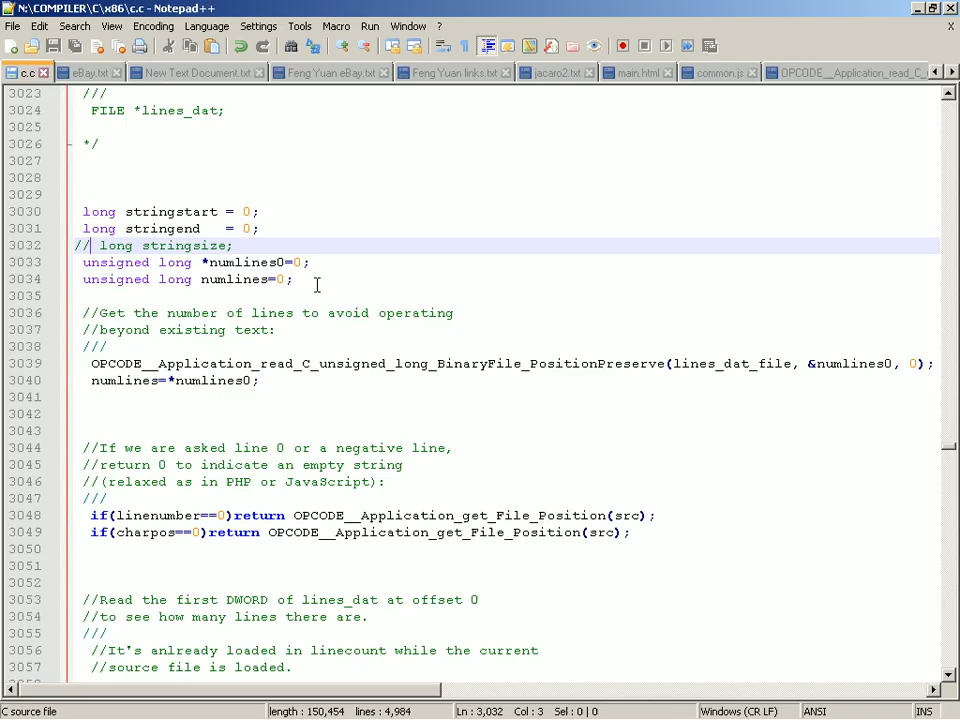 N:\COMPILER\C\x86\c.c - Notepad++
File Edit Search View Encoding Language Settings Tools Macro Run Window ?
c.c eBay.txt New Text Document.txt Feng Yuan eBay.txt Feng Yuan links.txt jacaro2.txt main.html common.js OPCODE__Application_read_C_
3023 ///
3024 FILE *lines_dat;
3025
3026 */
3027
3028
3029
3030 long stringstart = 0;
3031 long stringend   = 0;
3032 // long stringsize;
3033 unsigned long *numlines0=0;
3034 unsigned long numlines=0;
3035
3036 //Get the number of lines to avoid operating
3037 //beyond existing text:
3038 ///
3039 OPCODE__Application_read_C_unsigned_long_BinaryFile_PositionPreserve(lines_dat_file, &numlines0, 0);
3040 numlines=*numlines0;
3041
3042
3043
3044 //If we are asked line 0 or a negative line,
3045 //return 0 to indicate an empty string
3046 //(relaxed as in PHP or JavaScript):
3047 ///
3048 if(linenumber==0)return OPCODE__Application_get_File_Position(src);
3049 if(charpos==0)return OPCODE__Application_get_File_Position(src);
3050
3051
3052
3053 //Read the first DWORD of lines_dat at offset 0
3054 //to see how many lines there are.
3055 ///
3056 //It's anlready loaded in linecount while the current
3057 //source file is loaded.
C source file length : 150,454 lines : 4,984 Ln : 3,032 Col : 3 Sel : 0 | 0 Windows (CR LF) ANSI INS